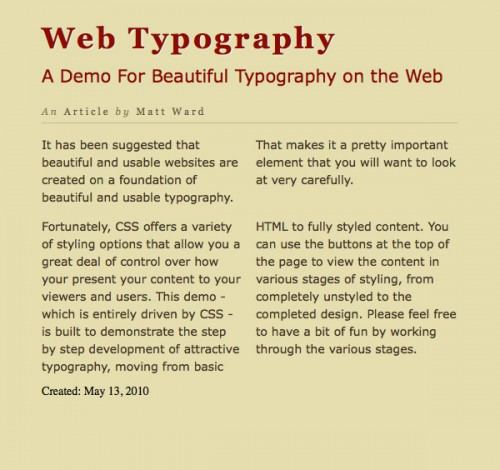 Web Typography
A Demo For Beautiful Typography on the Web
An Article by Matt Ward
It has been suggested that
beautiful and usable websites are
created on a foundation of
beautiful and usable typography.
That makes it a pretty important
element that you will want to look
at very carefully.
Fortunately, CSS offers a variety
of styling options that allow you a
great deal of control over how
your present your content to your
viewers and users. This demo -
which is entirely driven by CSS -
is built to demonstrate the step
by step development of attractive
typography, moving from basic
HTML to fully styled content. You
can use the buttons at the top of
the page to view the content in
various stages of styling, from
completely unstyled to the
completed design. Please feel free
to have a bit of fun by working
through the various stages.
Created: May 13, 2010